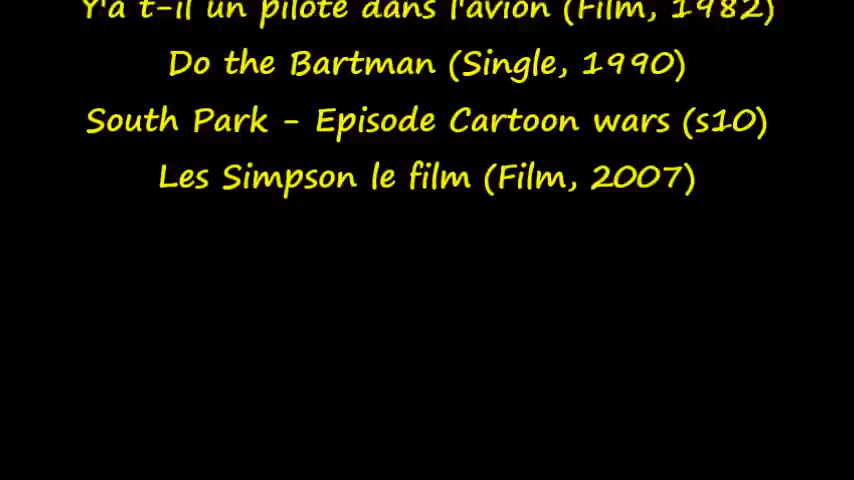 Y'a t-il un pilote dans l'avion (Film, 1982)
Do the Bartman (Single, 1990)
South Park - Episode Cartoon wars (s10)
Les Simpson le film (Film, 2007)